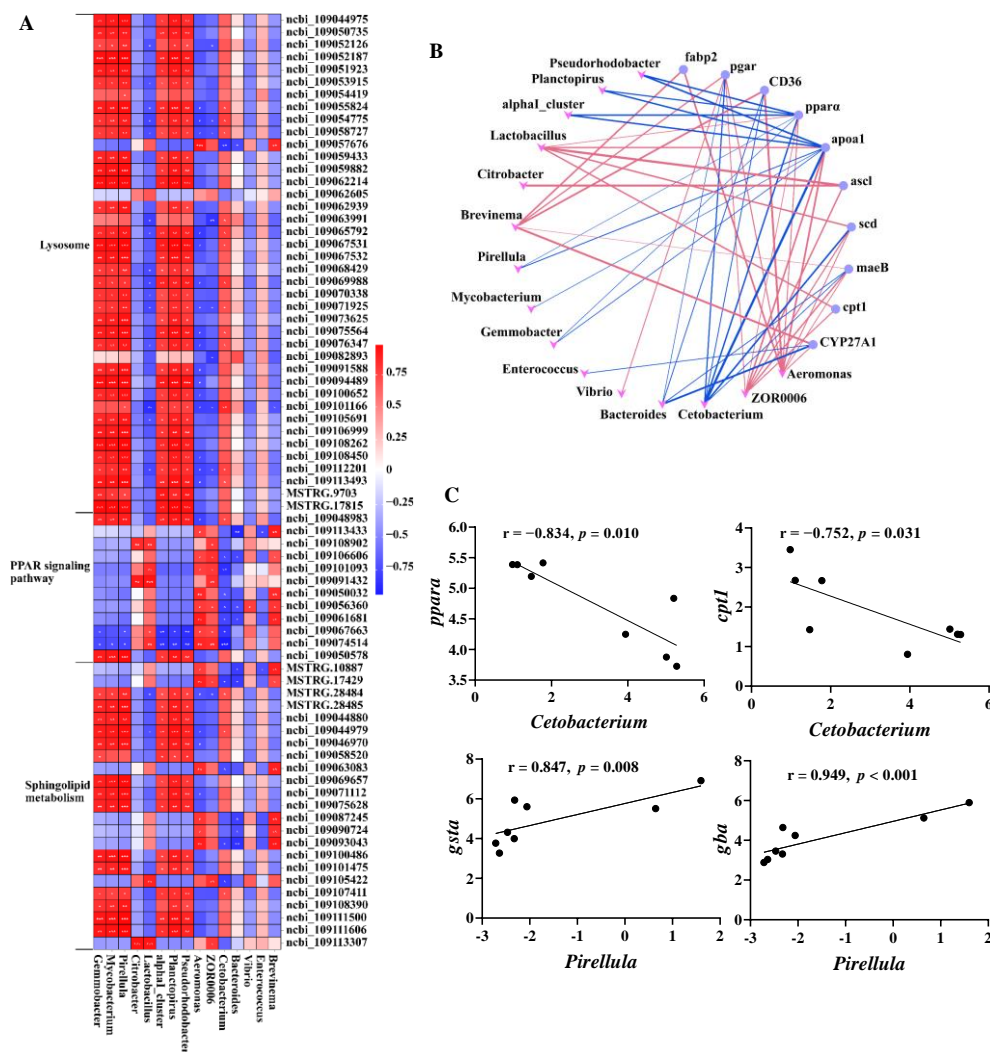 A
ncbi_109044975
ncbi_109050735
ncbi_109052126
ncbi_109052187
ncbi_109051923
ncbi_109053915
ncbi_109054419
ncbi_109055824
ncbi_109054775
ncbi_109058727
ncbi_109057676
ncbi_109059433
ncbi_109059882
ncbi_109062214
ncbi_109062605
ncbi_109062939
ncbi_109063991
ncbi_109065792
ncbi_109067531
ncbi_109067532
ncbi_109068429
ncbi_109069988
ncbi_109070338
ncbi_109071925
ncbi_109073625
ncbi_109075564
ncbi_109076347
ncbi_109082893
ncbi_109091588
ncbi_109094489
ncbi_109100652
ncbi_109101166
ncbi_109105691
ncbi_109106999
ncbi_109108262
ncbi_109108450
ncbi_109112201
ncbi_109113493
MSTRG.9703
MSTRG.17815
ncbi_109048983
ncbi_109113433
ncbi_109108902
ncbi_109106606
ncbi_109101093
ncbi_109091432
ncbi_109050032
ncbi_109056360
ncbi_109061681
ncbi_109067663
ncbi_109074514
ncbi_109050578
MSTRG.10887
MSTRG.17429
MSTRG.28484
MSTRG.28485
ncbi_109044880
ncbi_109044979
ncbi_109046970
ncbi_109058520
ncbi_109063083
ncbi_109069657
ncbi_109071112
ncbi_109075628
ncbi_109087245
ncbi_109090724
ncbi_109093043
ncbi_109100486
ncbi_109101475
ncbi_109105422
ncbi_109107411
ncbi_109108390
ncbi_109111500
ncbi_109111606
ncbi_109113307
Lysosome
PPAR signaling
pathway
Sphingolipid
metabolism
Gemmobacter
Mycobacterium
Pirellula
Citrobacter
Lactobacillus
alphaI_cluster
Planctopirus
Pseudorhodobacter
Aeromonas
ZOR0006
Cetobacterium
Bacteroides
Vibrio
Enterococcus
Brevinema
0.75
0.5
0.25
0
−0.25
−0.5
−0.75
B
fabp2
pgar
CD36
pparα
apoa1
ascl
scd
maeB
cpt1
CYP27A1
Aeromonas
ZOR0006
Cetobacterium
Bacteroides
Vibrio
Enterococcus
Gemmobacter
Mycobacterium
Pirellula
Brevinema
Citrobacter
Lactobacillus
alphaI_cluster
Planctopirus
Pseudorhodobacter
C
r = −0.834, p = 0.010
ppara
6.0
5.5
5.0
4.5
4.0
3.5
0 2 4 6
Cetobacterium
r = −0.752, p = 0.031
cpt1
4
3
2
1
0
0 2 4 6
Cetobacterium
r = 0.847, p = 0.008
gsta
8
6
4
2
0
-3 -2 -1 0 1 2
Pirellula
r = 0.949, p < 0.001
gba
8
6
4
2
0
-3 -2 -1 0 1 2
Pirellula